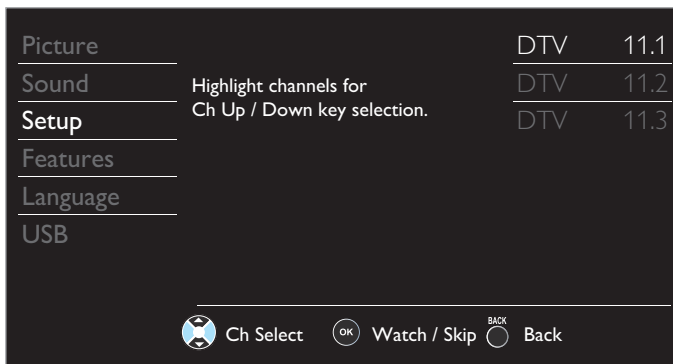 Picture
Sound
Setup
Features
Language
USB
Highlight channels for
Ch Up / Down key selection.
DTV 11.1
DTV 11.2
DTV 11.3
Ch Select OK Watch / Skip BACK Back